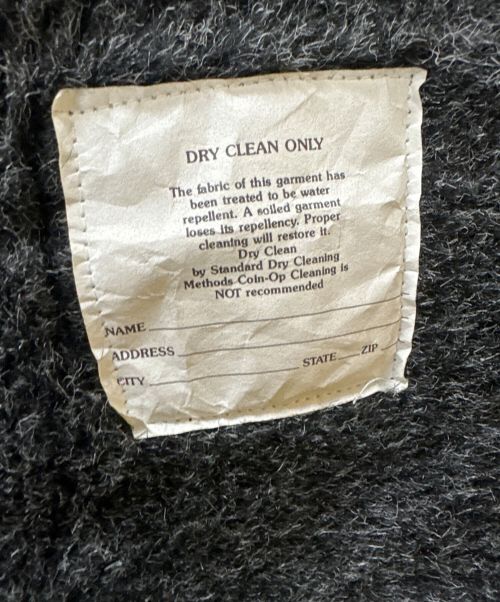 DRY CLEAN ONLY
The fabric of this garment has
been treated to be water
repellent. A soiled garment
loses its repellency. Proper
cleaning will restore it.
Dry Clean
by Standard Dry Cleaning
Methods-Coin-Op Cleaning is
NOT recommended
NAME
ADDRESS
CITY STATE ZIP